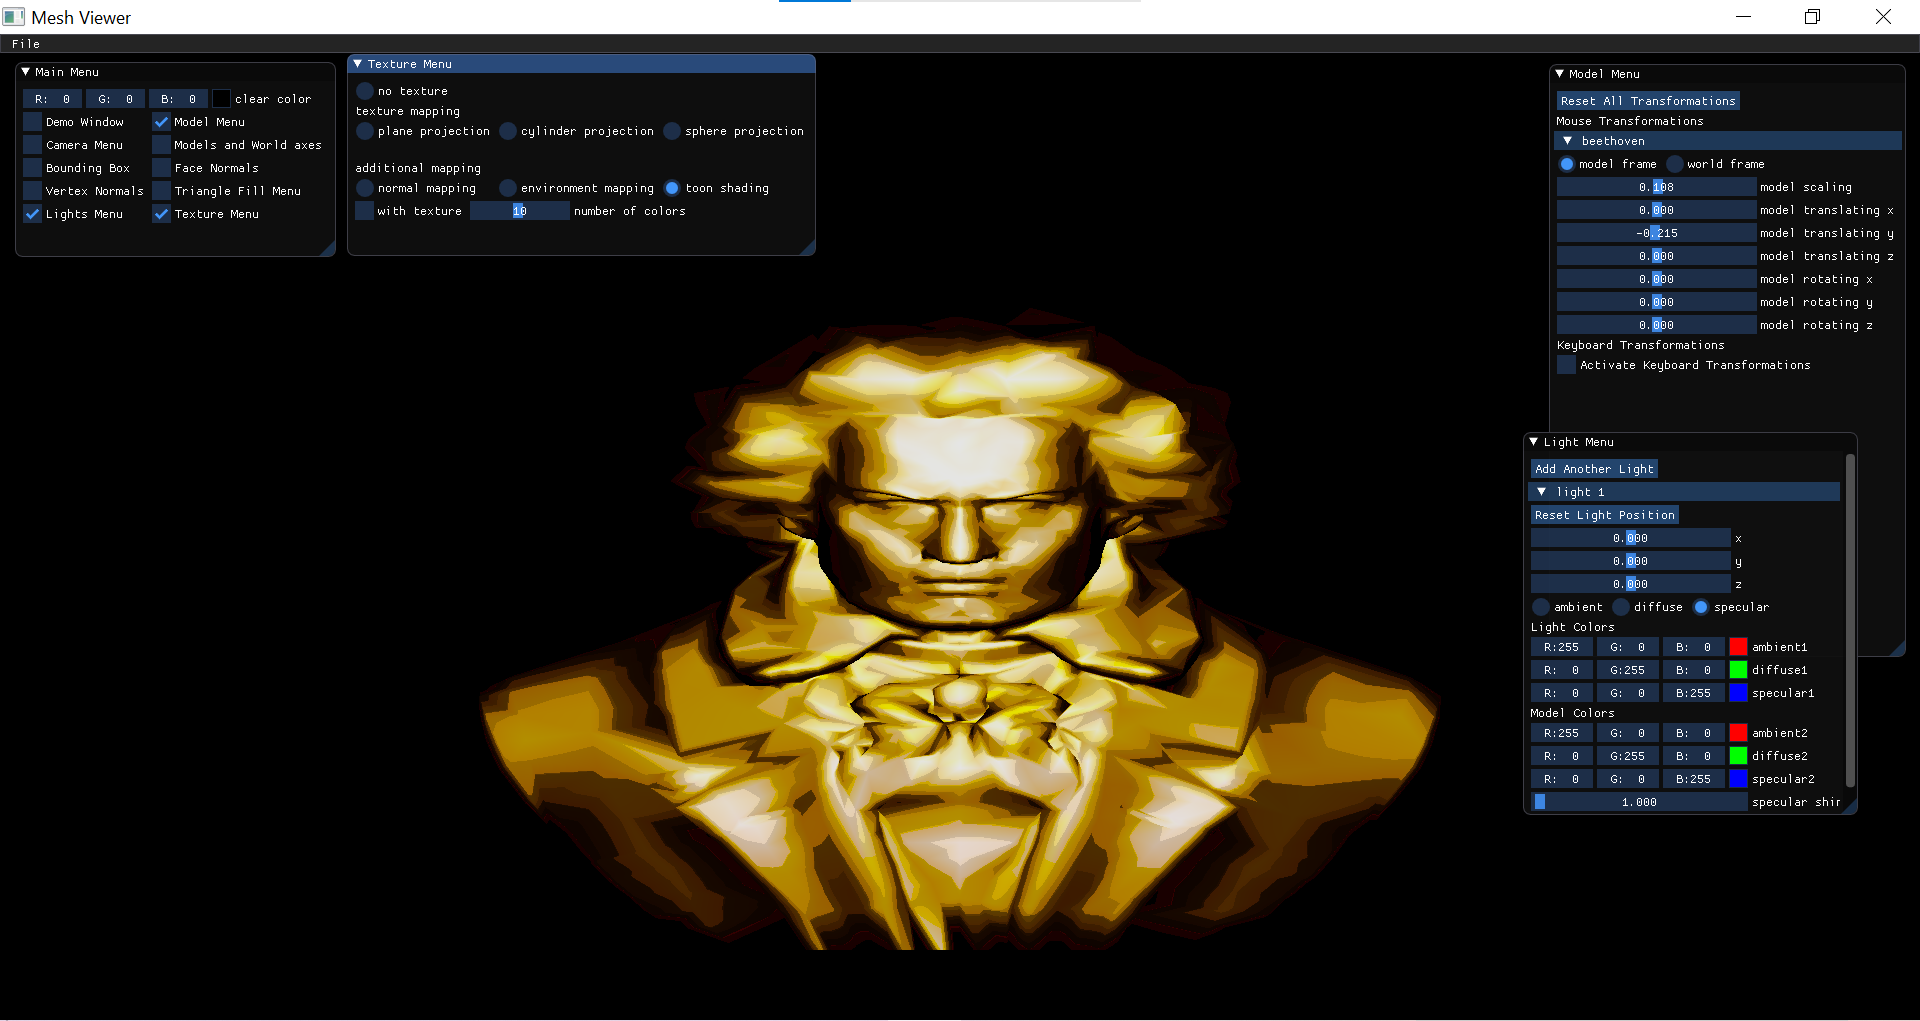 Mesh Viewer
File
Main Menu
R: 0 G: 0 B: 0 clear color
Demo Window Model Menu
Camera Menu Models and World axes
Bounding Box Face Normals
Vertex Normals Triangle Fill Menu
Lights Menu Texture Menu
Texture Menu
no texture
texture mapping
plane projection cylinder projection sphere projection
additional mapping
normal mapping environment mapping toon shading
with texture 10 number of colors
Model Menu
Reset All Transformations
Mouse Transformations
beethoven
model frame world frame
0.108 model scaling
0.000 model translating x
-0.215 model translating y
0.000 model translating z
0.000 model rotating x
0.000 model rotating y
0.000 model rotating z
Keyboard Transformations
Activate Keyboard Transformations
Light Menu
Add Another Light
light 1
Reset Light Position
0.000 x
0.000 y
0.000 z
ambient diffuse specular
Light Colors
R:255 G: 0 B: 0 ambient1
R: 0 G:255 B: 0 diffuse1
R: 0 G: 0 B:255 specular1
Model Colors
R:255 G: 0 B: 0 ambient2
R: 0 G:255 B: 0 diffuse2
R: 0 G: 0 B:255 specular2
1.000 specular shir